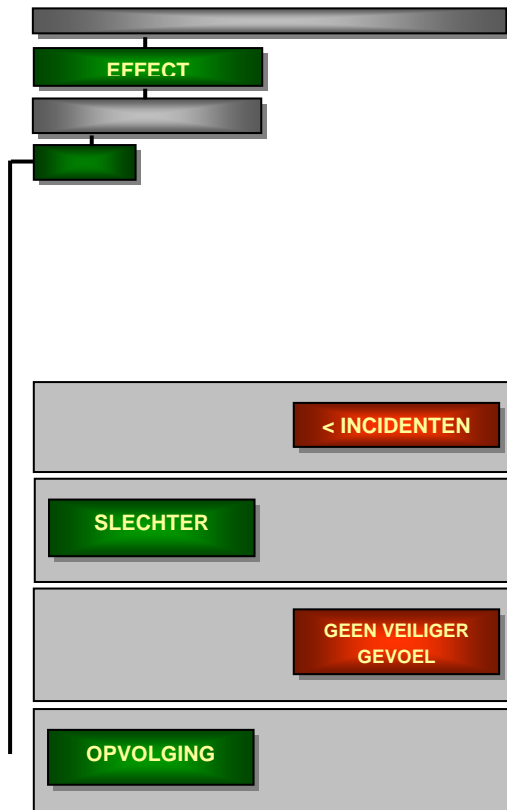 EFFECT
< INCIDENTEN
SLECHTER
GEEN VEILIGER
GEVOEL
OPVOLGING